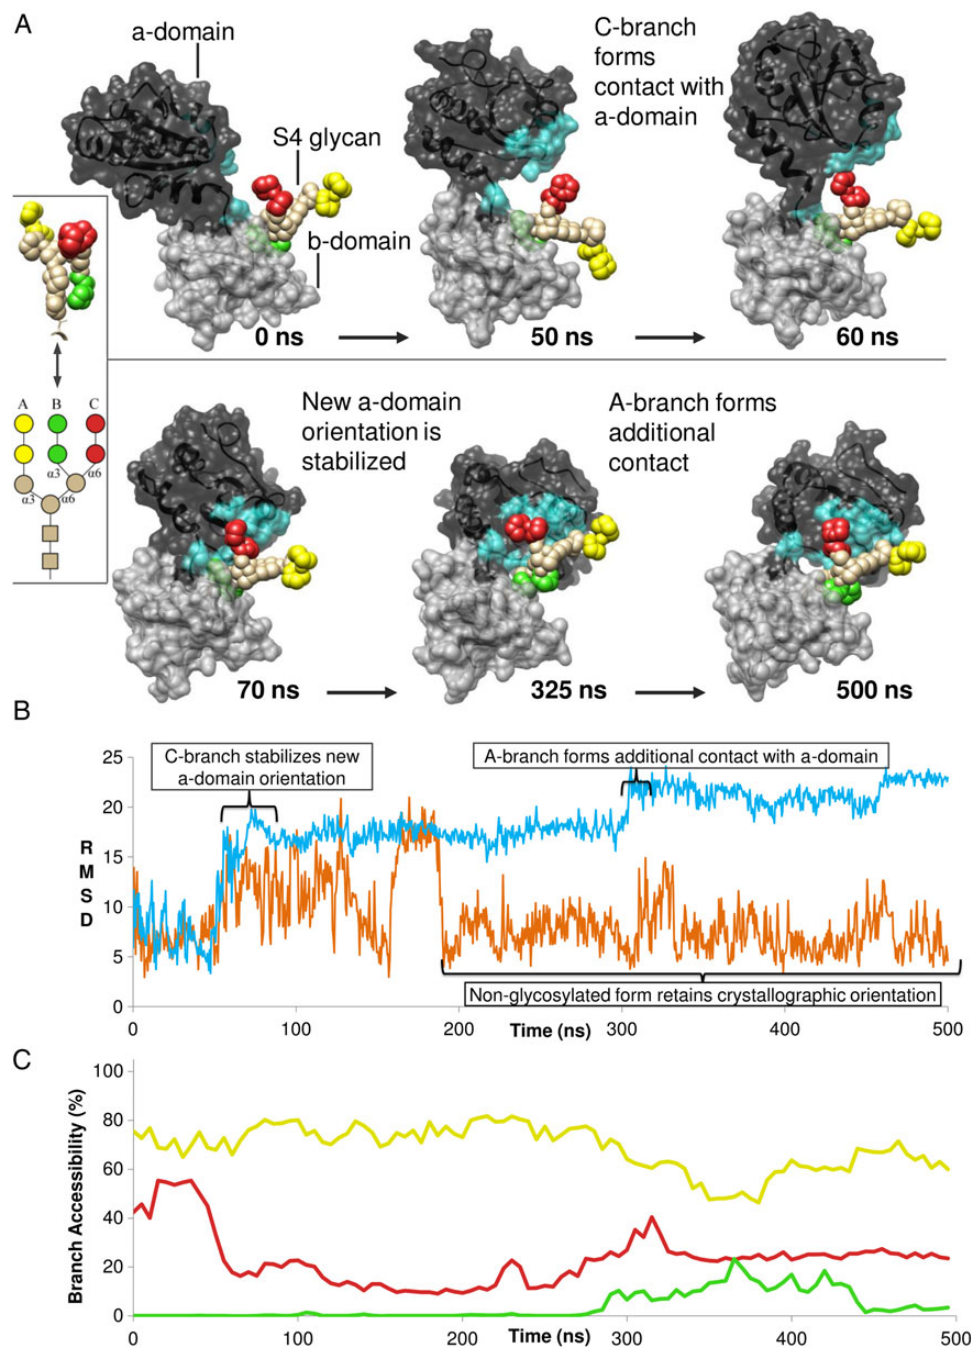 A
a-domain
S4 glycan
b-domain
C-branch
forms
contact with
a-domain
0 ns
50 ns
60 ns
A B C
α3 α6
α3 α6
New a-domain
orientation is
stabilized
A-branch forms
additional
contact
70 ns
325 ns
500 ns
B
C-branch stabilizes new
a-domain orientation
A-branch forms additional contact with a-domain
Non-glycosylated form retains crystallographic orientation
R
M
S
D
25
20
15
10
5
0
0 100 200 300 400 500
Time (ns)
C
Branch Accessibility (%)
100
80
60
40
20
0
0 100 200 300 400 500
Time (ns)